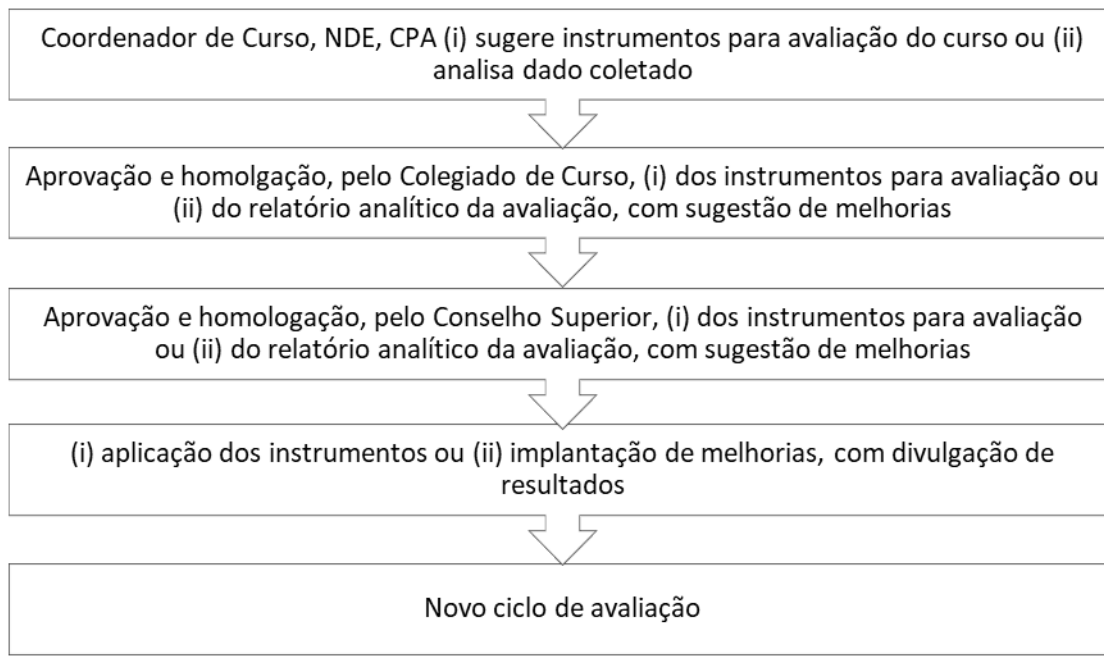 Coordenador de Curso, NDE, CPA (i) sugere instrumentos para avaliação do curso ou (ii)
analisa dado coletado
Aprovação e homolgação, pelo Colegiado de Curso, (i) dos instrumentos para avaliação ou
(ii) do relatório analítico da avaliação, com sugestão de melhorias
Aprovação e homologação, pelo Conselho Superior, (i) dos instrumentos para avaliação
ou (ii) do relatório analítico da avaliação, com sugestão de melhorias
(i) aplicação dos instrumentos ou (ii) implantação de melhorias, com divulgação de
resultados
Novo ciclo de avaliação